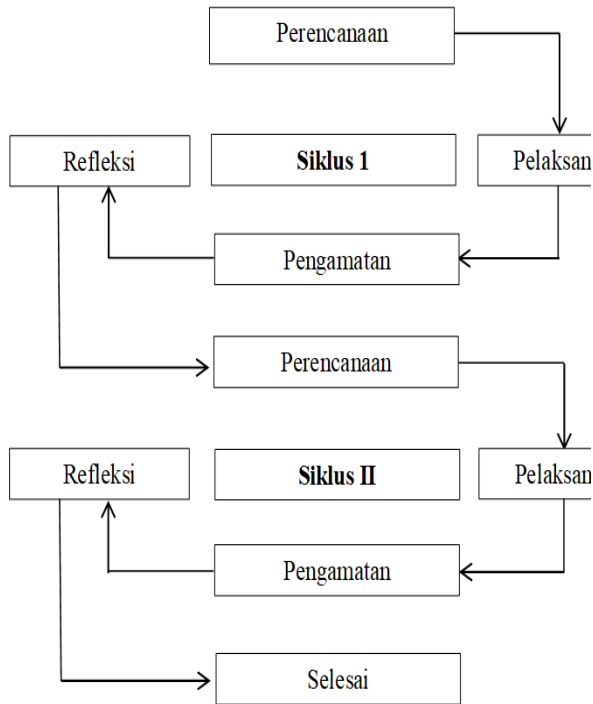 Perencanaan
Refleksi
Siklus 1
Pelaksan
Pengamatan
Perencanaan
Refleksi
Siklus II
Pelaksan
Pengamatan
Selesai